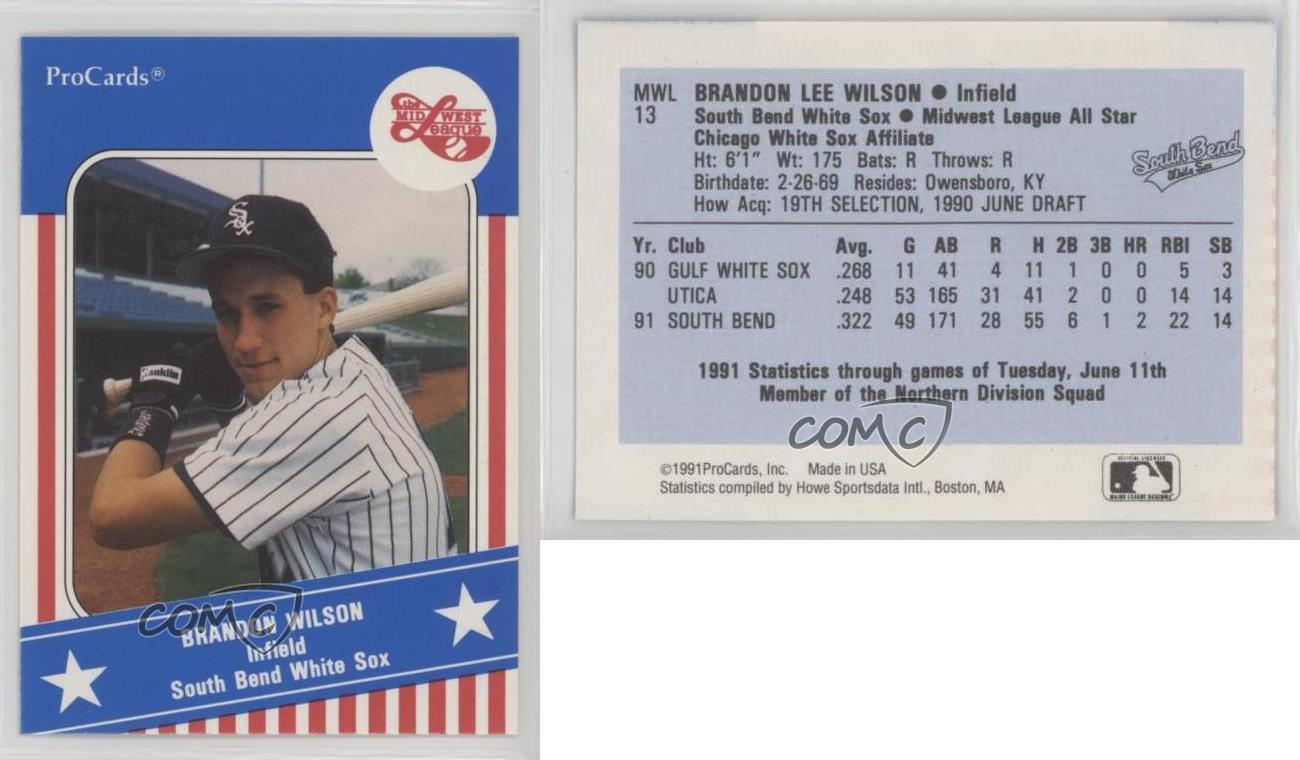 ProCards®
the
MIDWEST
League
Sox
Franklin
COMC
BRANDON WILSON
Infield
South Bend White Sox
MWL BRANDON LEE WILSON ● Infield
13 South Bend White Sox ● Midwest League All Star
Chicago White Sox Affiliate
Ht: 6'1" Wt: 175 Bats: R Throws: R
Birthdate: 2-26-69 Resides: Owensboro, KY
How Acq: 19TH SELECTION, 1990 JUNE DRAFT
South Bend
White Sox
Yr. Club Avg. G AB R H 2B 3B HR RBI SB
90 GULF WHITE SOX .268 11 41 4 11 1 0 0 5 3
UTICA .248 53 165 31 41 2 0 0 14 14
91 SOUTH BEND .322 49 171 28 55 6 1 2 22 14
1991 Statistics through games of Tuesday, June 11th
Member of the Northern Division Squad
COMC
©1991ProCards, Inc. Made in USA
Statistics compiled by Howe Sportsdata Intl., Boston, MA
MAJOR LEAGUE BASEBALL